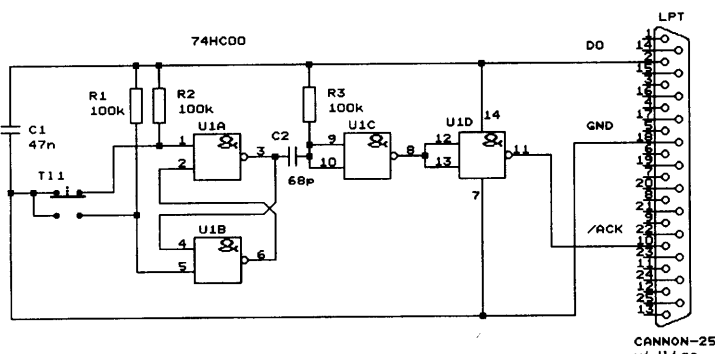 LPT
74HC00
DO
1
14
2
15
3
16
4
17
5
18
6
19
7
20
8
21
9
22
10
23
11
24
12
25
13
R1
100k
R2
100k
R3
100k
C1
47n
U1A
1
2
3
C2
68p
U1C
9
10
8
U1D
14
12
13
11
7
GND
Tl1
U1B
4
5
6
/ACK
CANNON-25